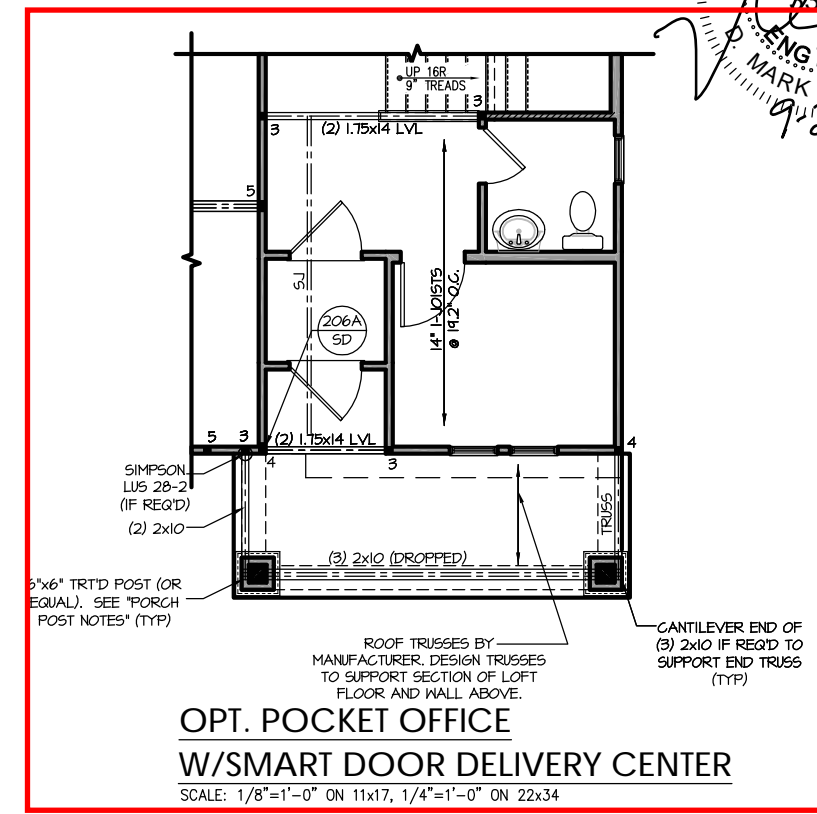 ENG
D. MARK
UP 16R
9" TREADS
3
3
(2) 1.75x14 LVL
5
SJ
14" I-JOISTS
@ 19.2" O.C.
206A
SD
5
3
(2) 1.75x14 LVL
4
3
4
SIMPSON
LUS 28-2
(IF REQ'D)
(2) 2x10
TRUSS
(3) 2x10 (DROPPED)
6"x6" TRT'D POST (OR
EQUAL). SEE "PORCH
POST NOTES" (TYP)
ROOF TRUSSES BY
MANUFACTURER. DESIGN TRUSSES
TO SUPPORT SECTION OF LOFT
FLOOR AND WALL ABOVE.
CANTILEVER END OF
(3) 2x10 IF REQ'D TO
SUPPORT END TRUSS
(TYP)
OPT. POCKET OFFICE
W/SMART DOOR DELIVERY CENTER
SCALE: 1/8"=1'-0" ON 11x17, 1/4"=1'-0" ON 22x34